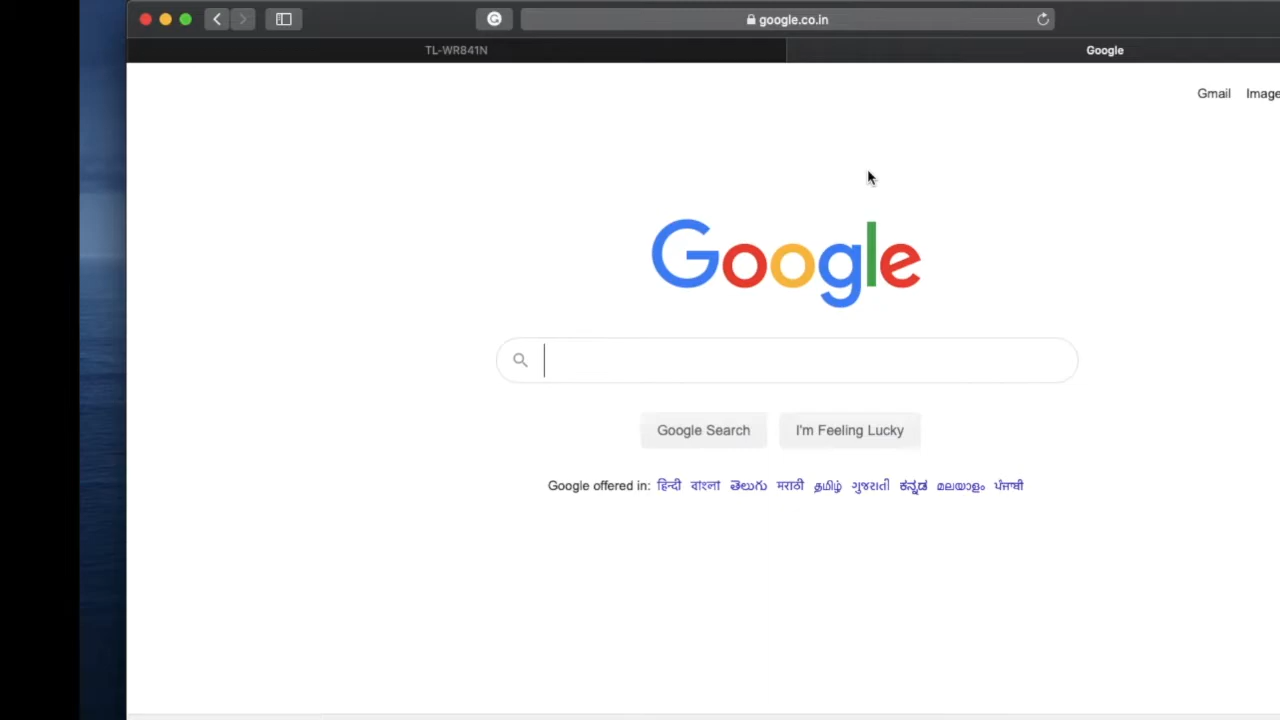 google.co.in
TL-WR841N
Google
Gmail Image
Google
Google Search I'm Feeling Lucky
Google offered in: हिन्दी বাংলা తెలుగు मराठी தமிழ் ગુજરાતી ಕನ್ನಡ മലയാളം ਪੰਜਾਬੀ